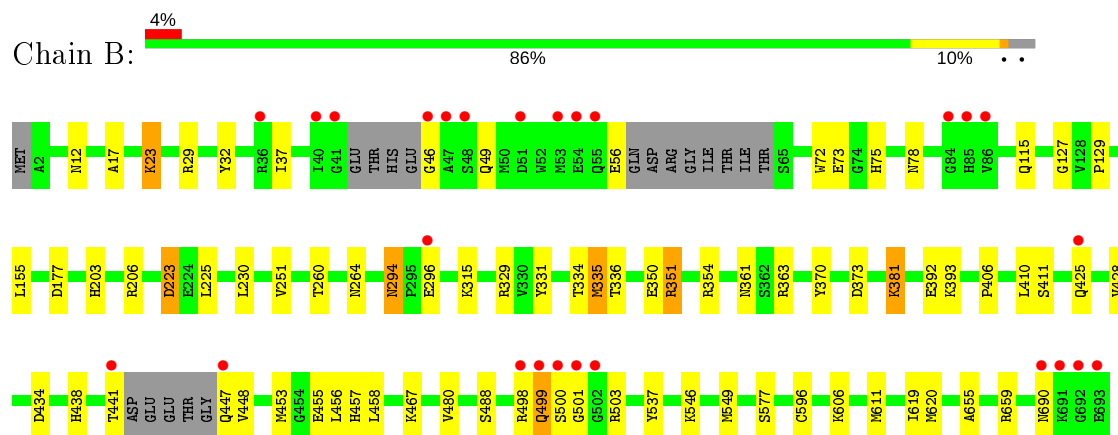 4%
Chain B:
86% 10% • •
MET A2 N12 A17 K23 R29 Y32 R36 I37 I40 G41 GLU THR HIS GLU G46 A47 S48 Q49 M50 D51 W52 M53 E54 Q55 E56 GLN ASP ARG GLY ILE THR ILE THR S65 W72 E73 G74 H75 N78 G84 H85 V86 Q115 G127 V128 P129
L155 D177 H203 R206 D223 E224 L225 L230 V251 T260 N264 N294 P295 E296 K315 R329 V330 Y331 T334 M335 T336 E350 R351 R354 N361 S362 R363 Y370 D373 K381 E392 K393 P406 L410 S411 Q425 V428
D434 H438 T441 ASP GLU GLU THR GLY Q447 V448 M453 G454 E455 L456 H457 L458 K467 V480 S488 R498 Q499 S500 G501 G502 R503 Y537 K546 M549 S577 C596 K606 M611 I619 M620 A655 R659 N690 K691 G692 E693